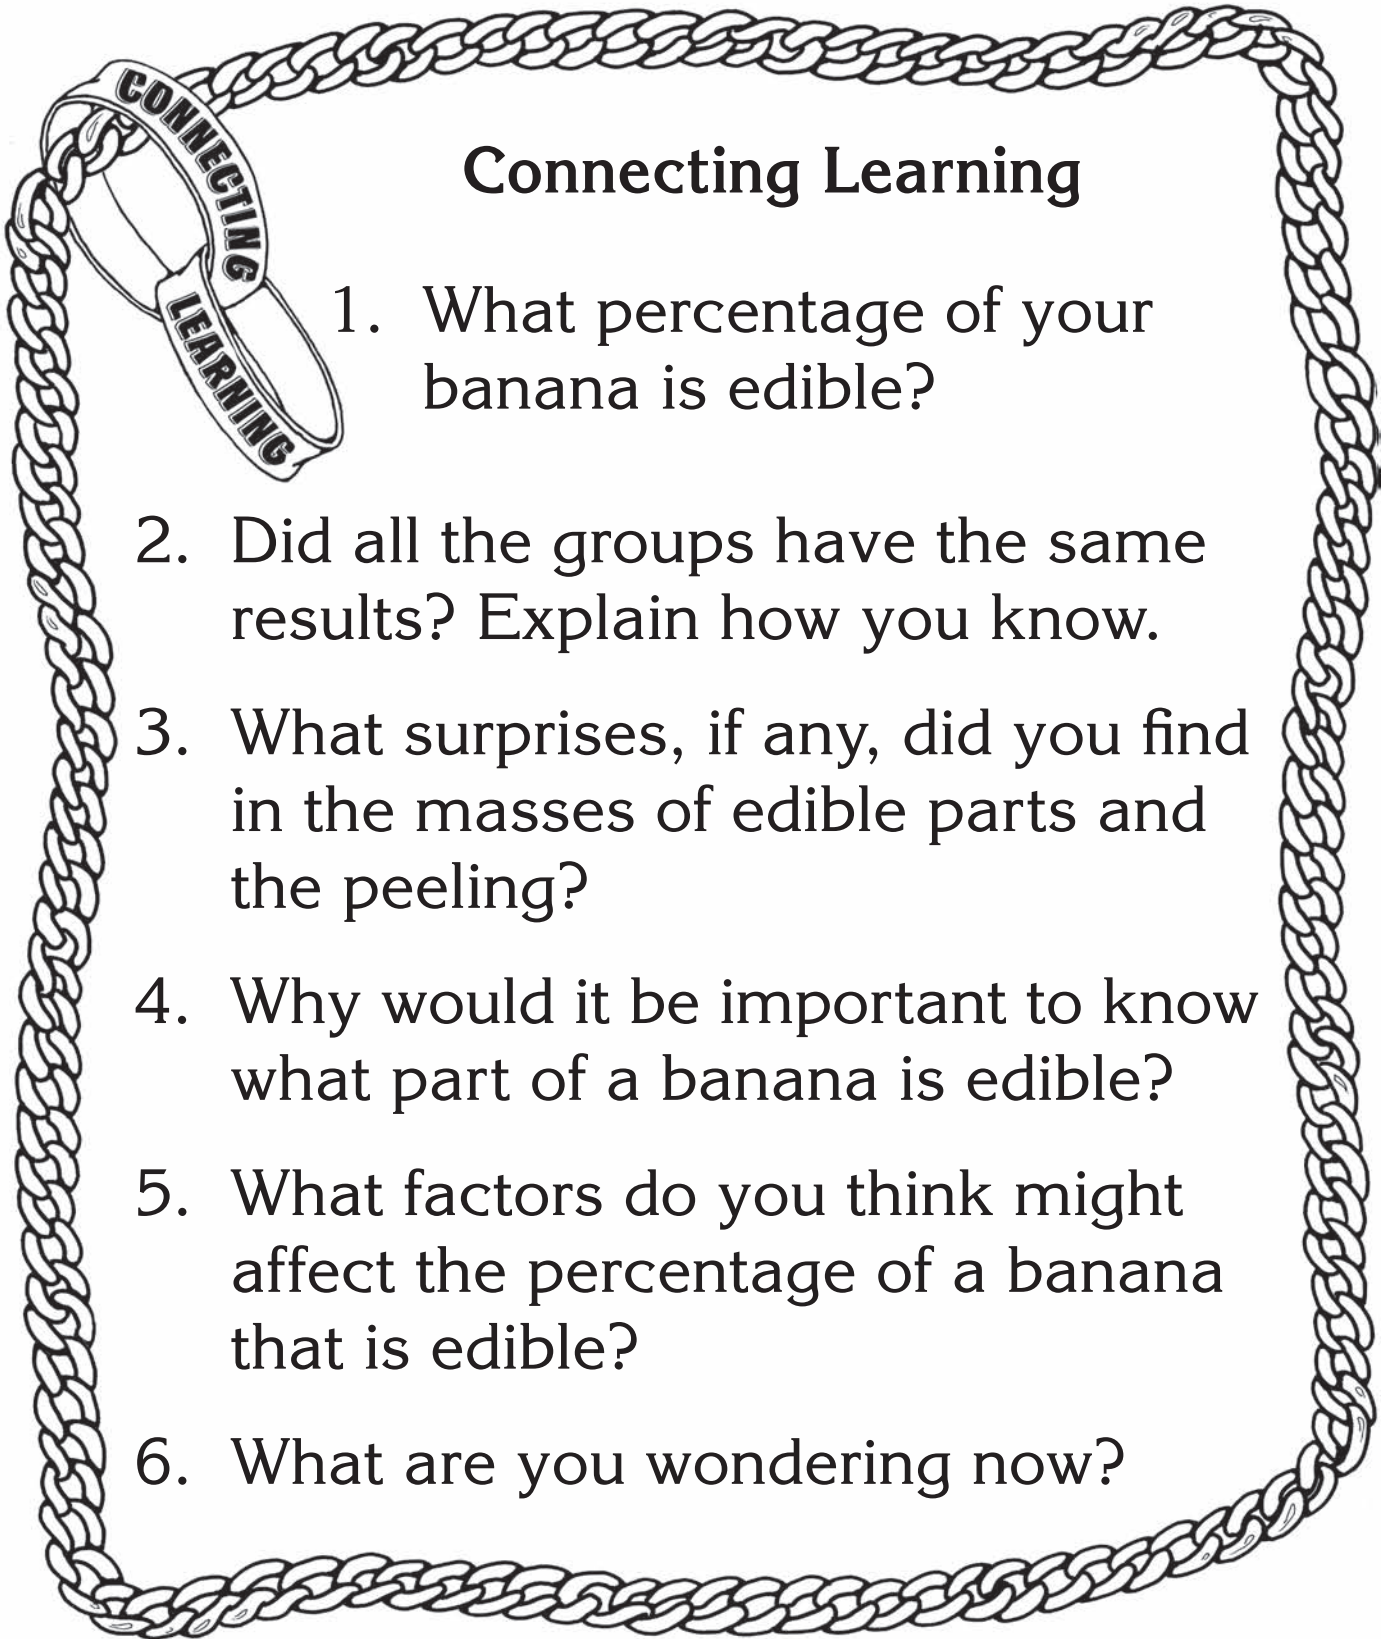 CONNECTING
LEARNING
Connecting Learning
1. What percentage of your
banana is edible?
2. Did all the groups have the same
results? Explain how you know.
3. What surprises, if any, did you find
in the masses of edible parts and
the peeling?
4. Why would it be important to know
what part of a banana is edible?
5. What factors do you think might
affect the percentage of a banana
that is edible?
6. What are you wondering now?